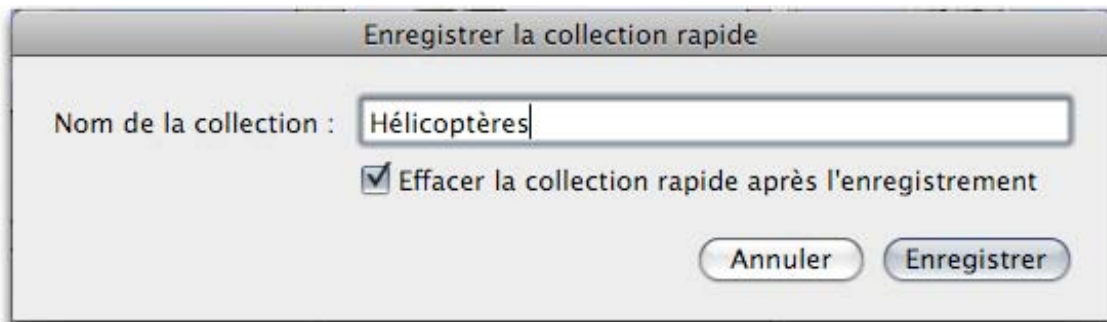 Enregistrer la collection rapide
Nom de la collection : Hélicoptères
Effacer la collection rapide après l'enregistrement
Annuler Enregistrer